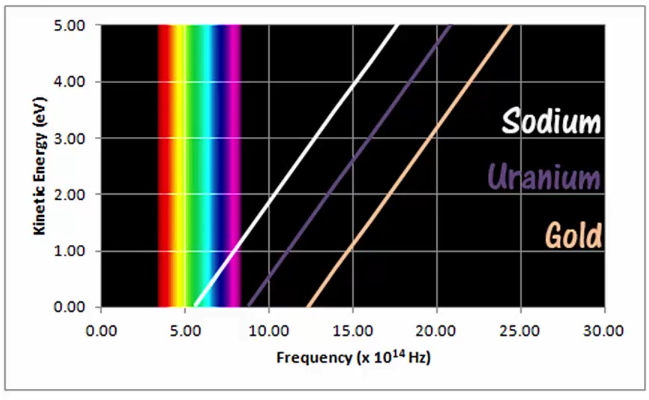 5.00
4.00
3.00
2.00
1.00
0.00
Kinetic Energy (eV)
Sodium
Uranium
Gold
0.00 5.00 10.00 15.00 20.00 25.00 30.00
Frequency (x 10¹⁴ Hz)